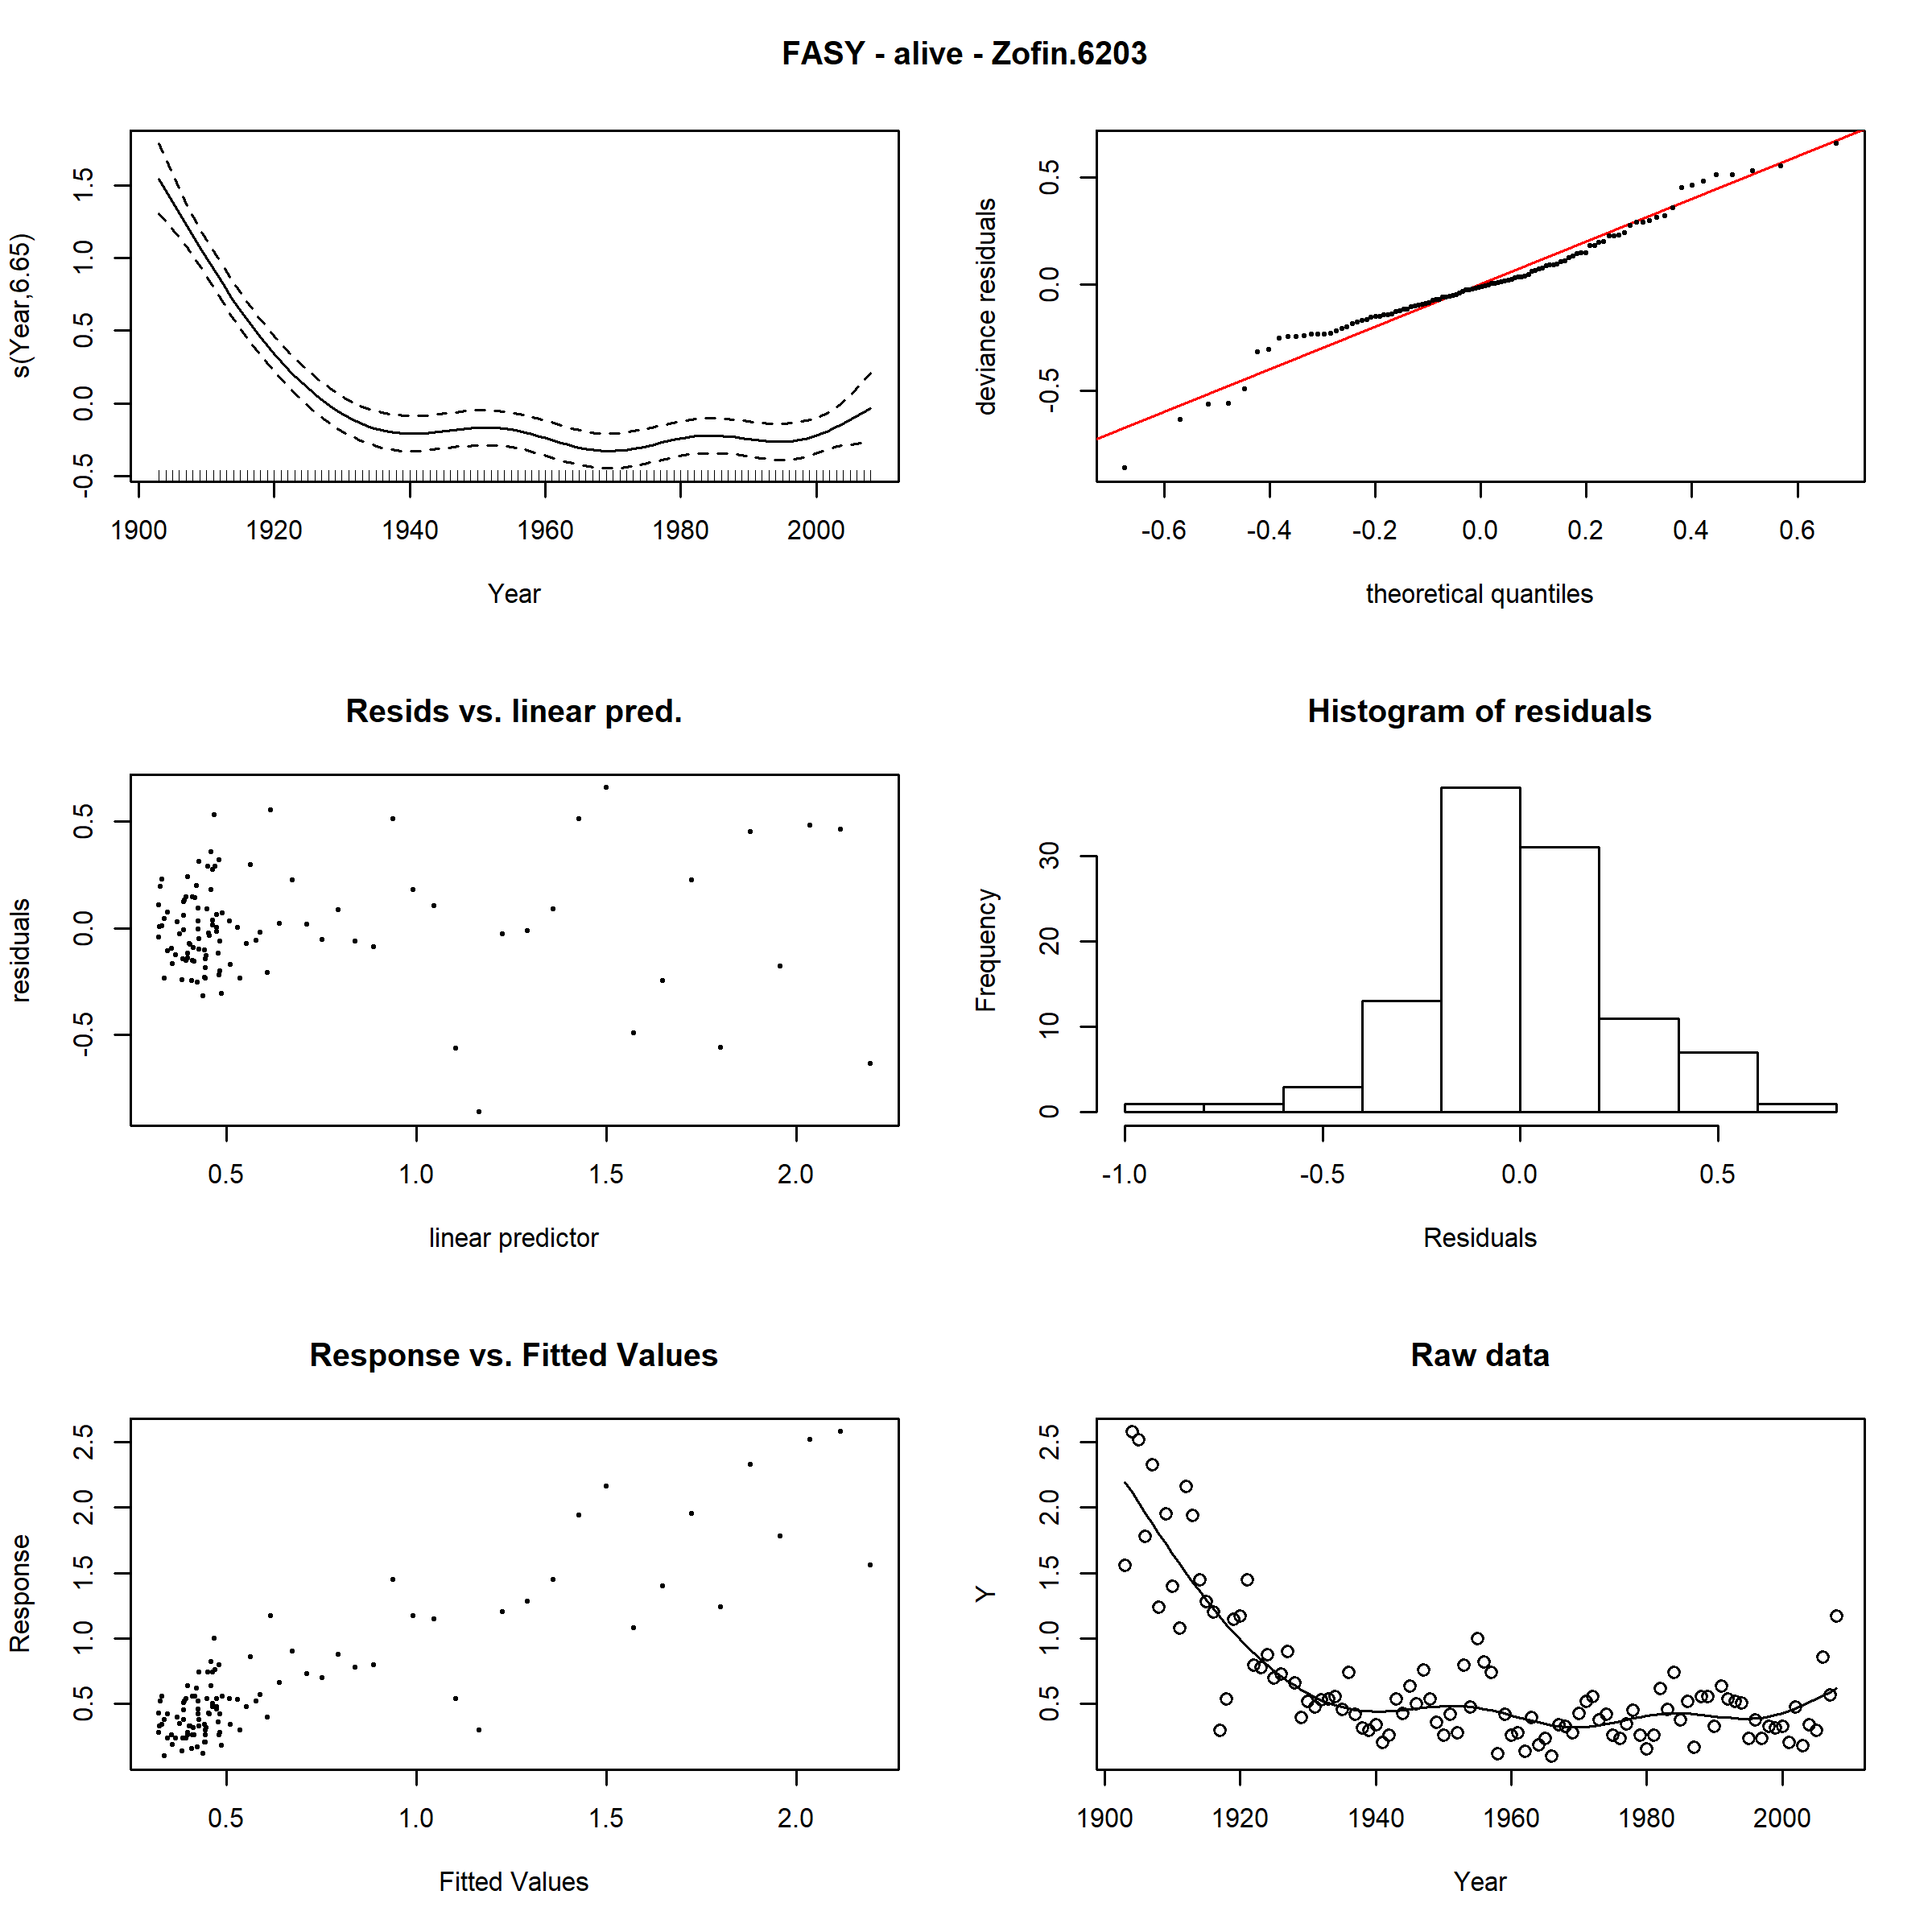 FASY - alive - Zofin.6203
s(Year,6.65)
1.5
1.0
0.5
0.0
-0.5
1900 1920 1940 1960 1980 2000
Year
deviance residuals
0.5
0.0
-0.5
-0.6 -0.4 -0.2 0.0 0.2 0.4 0.6
theoretical quantiles
Resids vs. linear pred.
residuals
0.5
0.0
-0.5
0.5 1.0 1.5 2.0
linear predictor
Histogram of residuals
Frequency
30
20
10
0
-1.0 -0.5 0.0 0.5
Residuals
Response vs. Fitted Values
Response
2.5
2.0
1.5
1.0
0.5
0.5 1.0 1.5 2.0
Fitted Values
Raw data
Y
2.5
2.0
1.5
1.0
0.5
1900 1920 1940 1960 1980 2000
Year